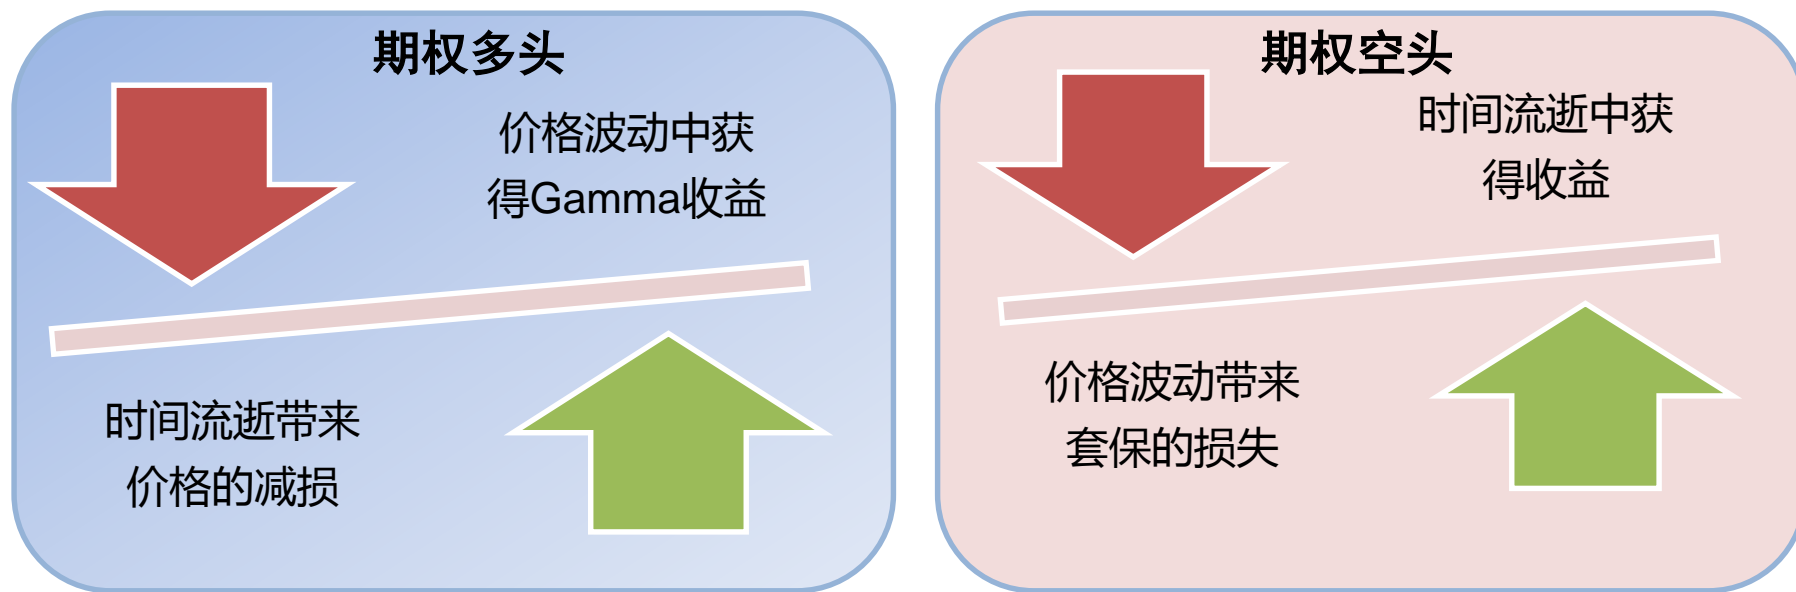 期权多头
价格波动中获
得Gamma收益
时间流逝带来
价格的减损
期权空头
时间流逝中获
得收益
价格波动带来
套保的损失